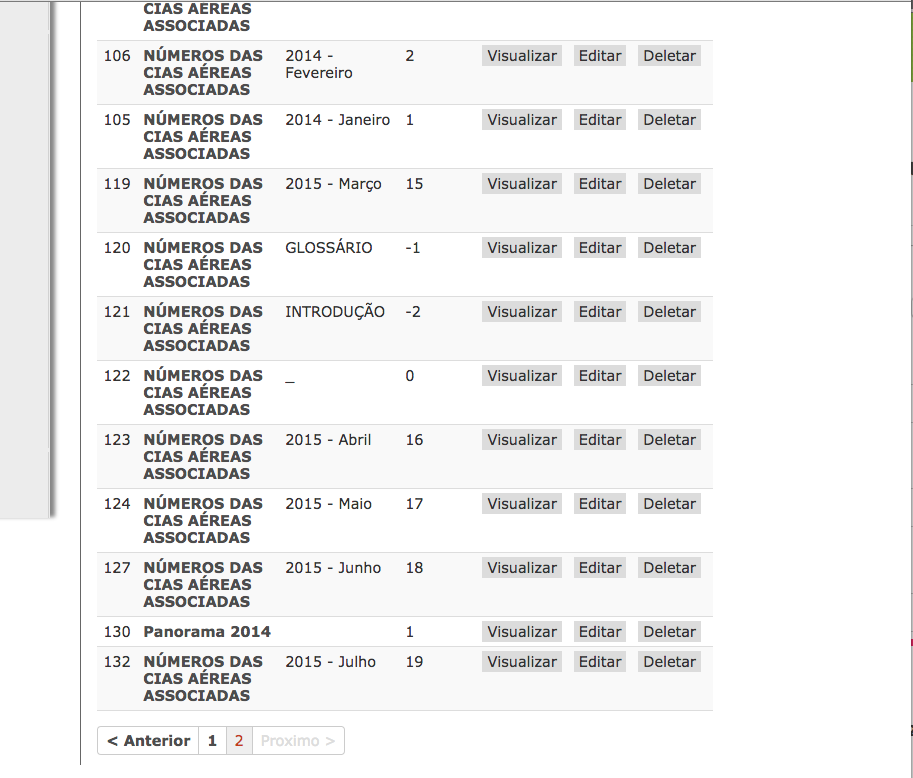 CIAS AÉREAS
ASSOCIADAS
106 NÚMEROS DAS 2014 - 2 Visualizar Editar Deletar
CIAS AÉREAS Fevereiro
ASSOCIADAS
105 NÚMEROS DAS 2014 - Janeiro 1 Visualizar Editar Deletar
CIAS AÉREAS
ASSOCIADAS
119 NÚMEROS DAS 2015 - Março 15 Visualizar Editar Deletar
CIAS AÉREAS
ASSOCIADAS
120 NÚMEROS DAS GLOSSÁRIO -1 Visualizar Editar Deletar
CIAS AÉREAS
ASSOCIADAS
121 NÚMEROS DAS INTRODUÇÃO -2 Visualizar Editar Deletar
CIAS AÉREAS
ASSOCIADAS
122 NÚMEROS DAS _ 0 Visualizar Editar Deletar
CIAS AÉREAS
ASSOCIADAS
123 NÚMEROS DAS 2015 - Abril 16 Visualizar Editar Deletar
CIAS AÉREAS
ASSOCIADAS
124 NÚMEROS DAS 2015 - Maio 17 Visualizar Editar Deletar
CIAS AÉREAS
ASSOCIADAS
127 NÚMEROS DAS 2015 - Junho 18 Visualizar Editar Deletar
CIAS AÉREAS
ASSOCIADAS
130 Panorama 2014 1 Visualizar Editar Deletar
132 NÚMEROS DAS 2015 - Julho 19 Visualizar Editar Deletar
CIAS AÉREAS
ASSOCIADAS
< Anterior 1 2 Proximo >